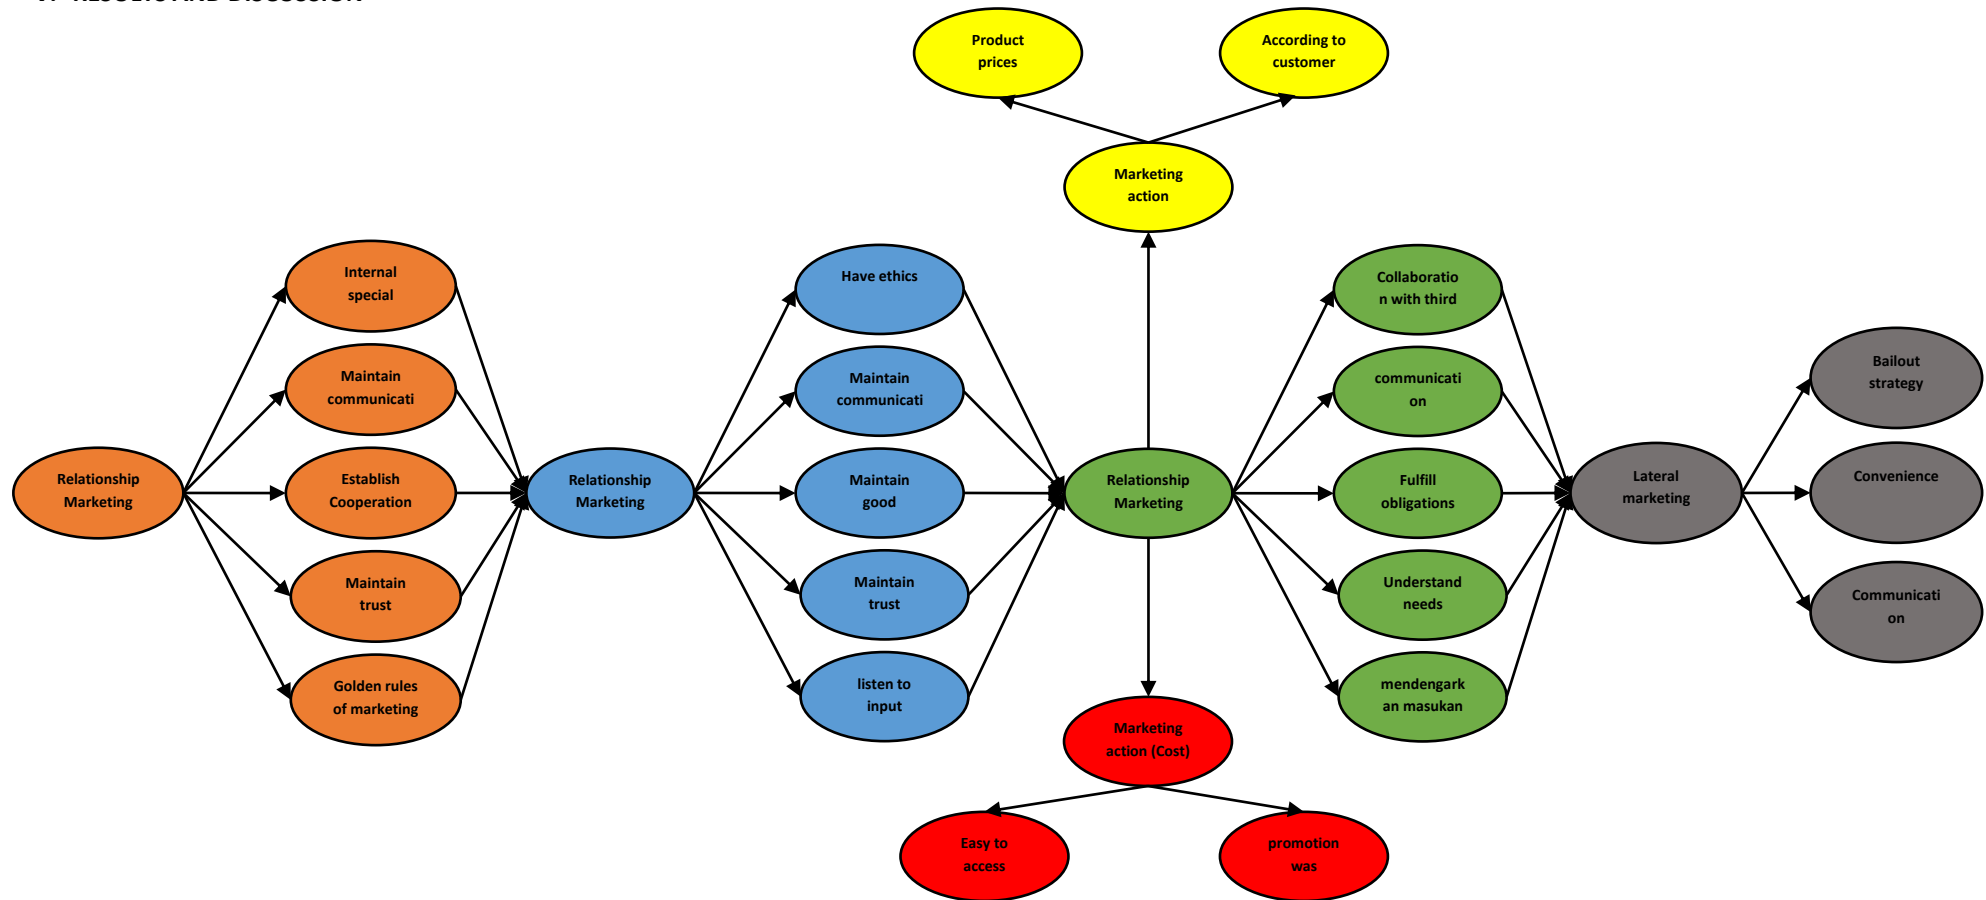 Product
prices
According to
customer
Marketing
action
Internal
special
Maintain
communicati
Establish
Cooperation
Maintain
trust
Golden rules
of marketing
Relationship
Marketing
Relationship
Marketing
Have ethics
Maintain
communicati
Maintain
good
Maintain
trust
listen to
input
Relationship
Marketing
Collaboratio
n with third
communicati
on
Fulfill
obligations
Understand
needs
mendengark
an masukan
Lateral
marketing
Bailout
strategy
Convenience
Communicati
on
Marketing
action (Cost)
Easy to
access
promotion
was